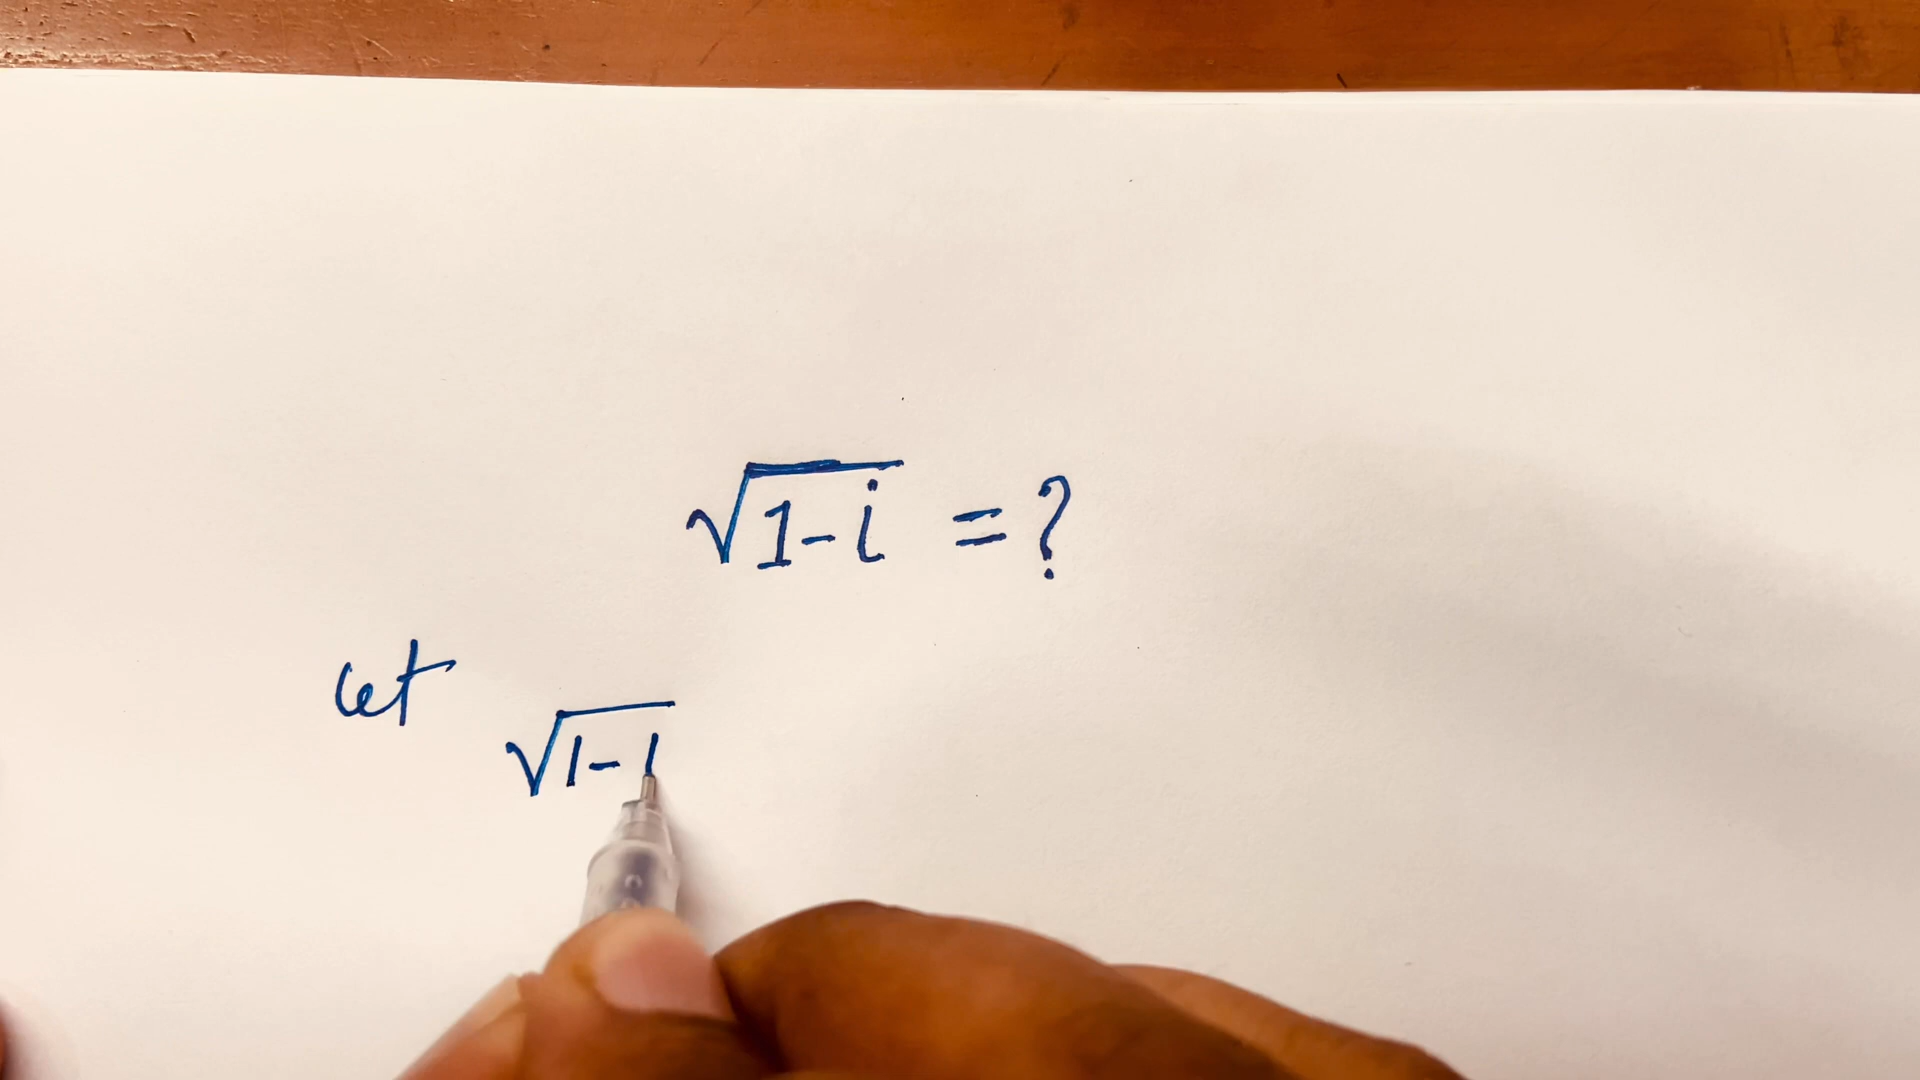 √1-i = ?
let
√1-i